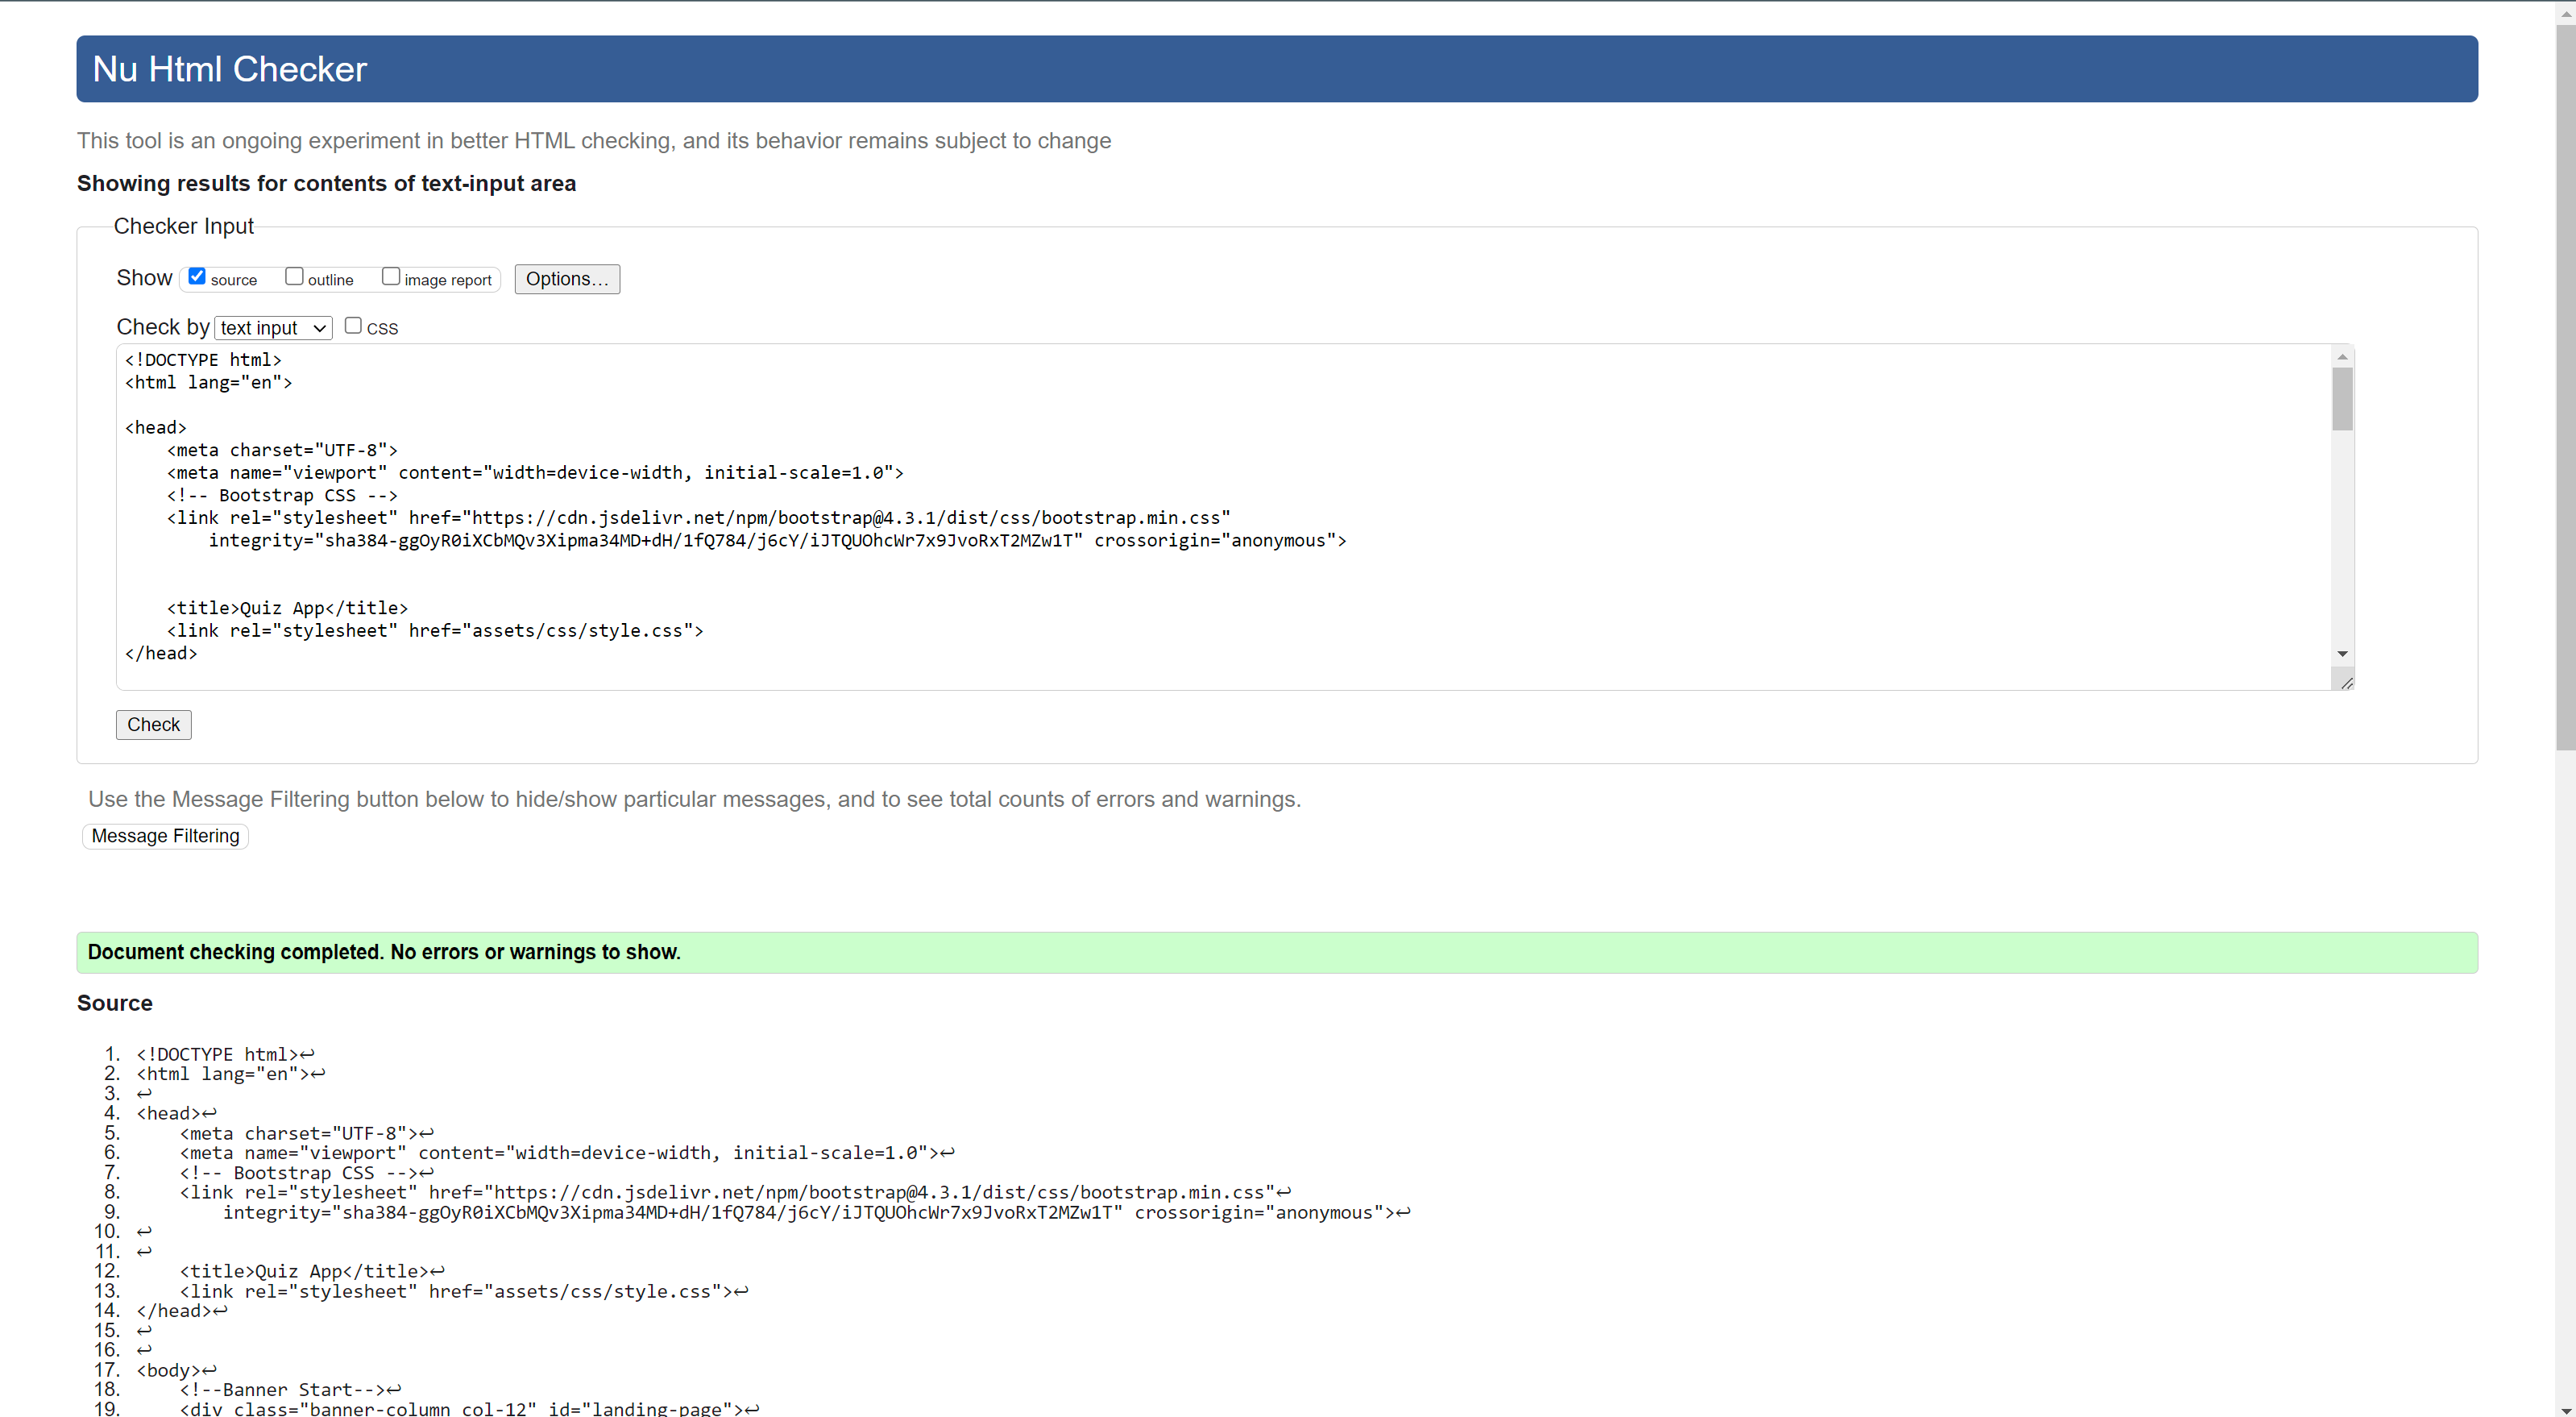 Nu Html Checker
This tool is an ongoing experiment in better HTML checking, and its behavior remains subject to change
Showing results for contents of text-input area
Checker Input
Show source outline image report Options…
Check by text input CSS
<!DOCTYPE html>
<html lang="en">
<head>
    <meta charset="UTF-8">
    <meta name="viewport" content="width=device-width, initial-scale=1.0">
    <!-- Bootstrap CSS -->
    <link rel="stylesheet" href="https://cdn.jsdelivr.net/npm/bootstrap@4.3.1/dist/css/bootstrap.min.css"
        integrity="sha384-ggOyR0iXCbMQv3Xipma34MD+dH/1fQ784/j6cY/iJTQUOhcWr7x9JvoRxT2MZw1T" crossorigin="anonymous">
    <title>Quiz App</title>
    <link rel="stylesheet" href="assets/css/style.css">
</head>
Check
Use the Message Filtering button below to hide/show particular messages, and to see total counts of errors and warnings.
Message Filtering
Document checking completed. No errors or warnings to show.
Source
1. <!DOCTYPE html>↩
2. <html lang="en">↩
3. ↩
4. <head>↩
5.     <meta charset="UTF-8">↩
6.     <meta name="viewport" content="width=device-width, initial-scale=1.0">↩
7.     <!-- Bootstrap CSS -->↩
8.     <link rel="stylesheet" href="https://cdn.jsdelivr.net/npm/bootstrap@4.3.1/dist/css/bootstrap.min.css"↩
9.         integrity="sha384-ggOyR0iXCbMQv3Xipma34MD+dH/1fQ784/j6cY/iJTQUOhcWr7x9JvoRxT2MZw1T" crossorigin="anonymous">↩
10. ↩
11. ↩
12.     <title>Quiz App</title>↩
13.     <link rel="stylesheet" href="assets/css/style.css">↩
14. </head>↩
15. ↩
16. ↩
17. <body>↩
18.     <!--Banner Start-->↩
19.     <div class="banner-column col-12" id="landing-page">↩